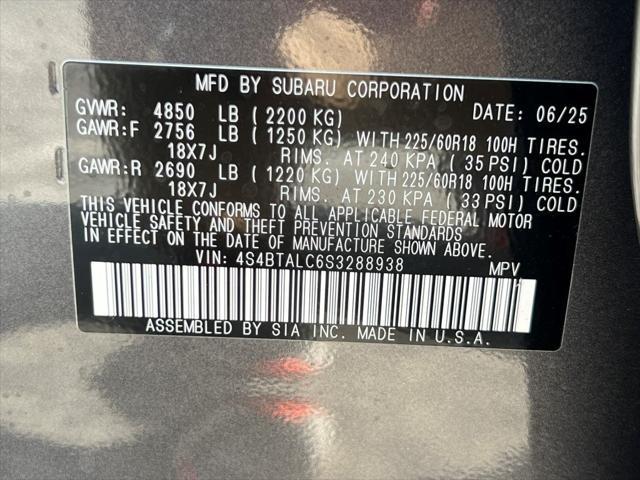 MFD BY SUBARU CORPORATION
GVWR: 4850 LB ( 2200 KG) DATE: 06/25
GAWR:F 2756 LB ( 1250 KG) WITH 225/60R18 100H TIRES.
18X7J RIMS. AT 240 KPA ( 35 PSI) COLD
GAWR:R 2690 LB ( 1220 KG) WITH 225/60R18 100H TIRES.
18X7J RIMS. AT 230 KPA ( 33 PSI) COLD
THIS VEHICLE CONFORMS TO ALL APPLICABLE FEDERAL MOTOR
VEHICLE SAFETY AND THEFT PREVENTION STANDARDS
IN EFFECT ON THE DATE OF MANUFACTURE SHOWN ABOVE.
VIN: 4S4BTALC6S3288938 MPV
ASSEMBLED BY SIA INC. MADE IN U.S.A.